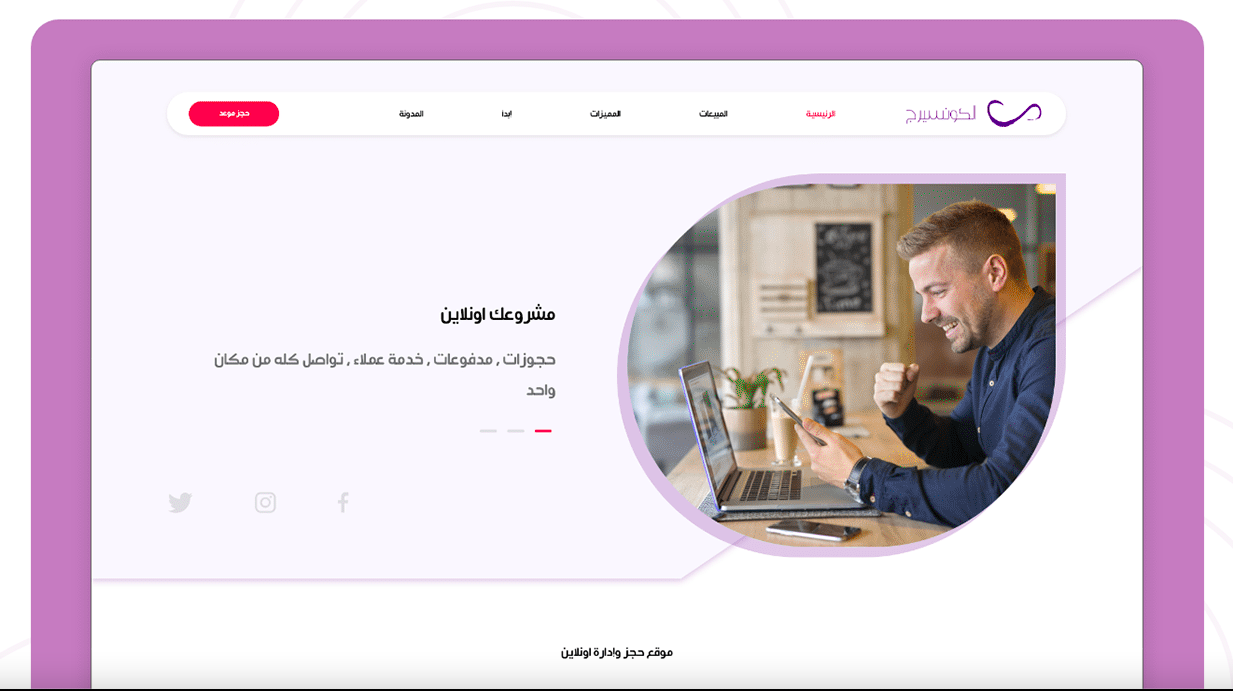 لكونسيرج
الرئيسية
المبيعات
المميزات
ابدا
المدونة
حجز موعد
مشروعك اونلاين
حجوزات , مدفوعات , خدمة عملاء , تواصل كله من مكان
واحد
موقع حجز وإدارة اونلاين